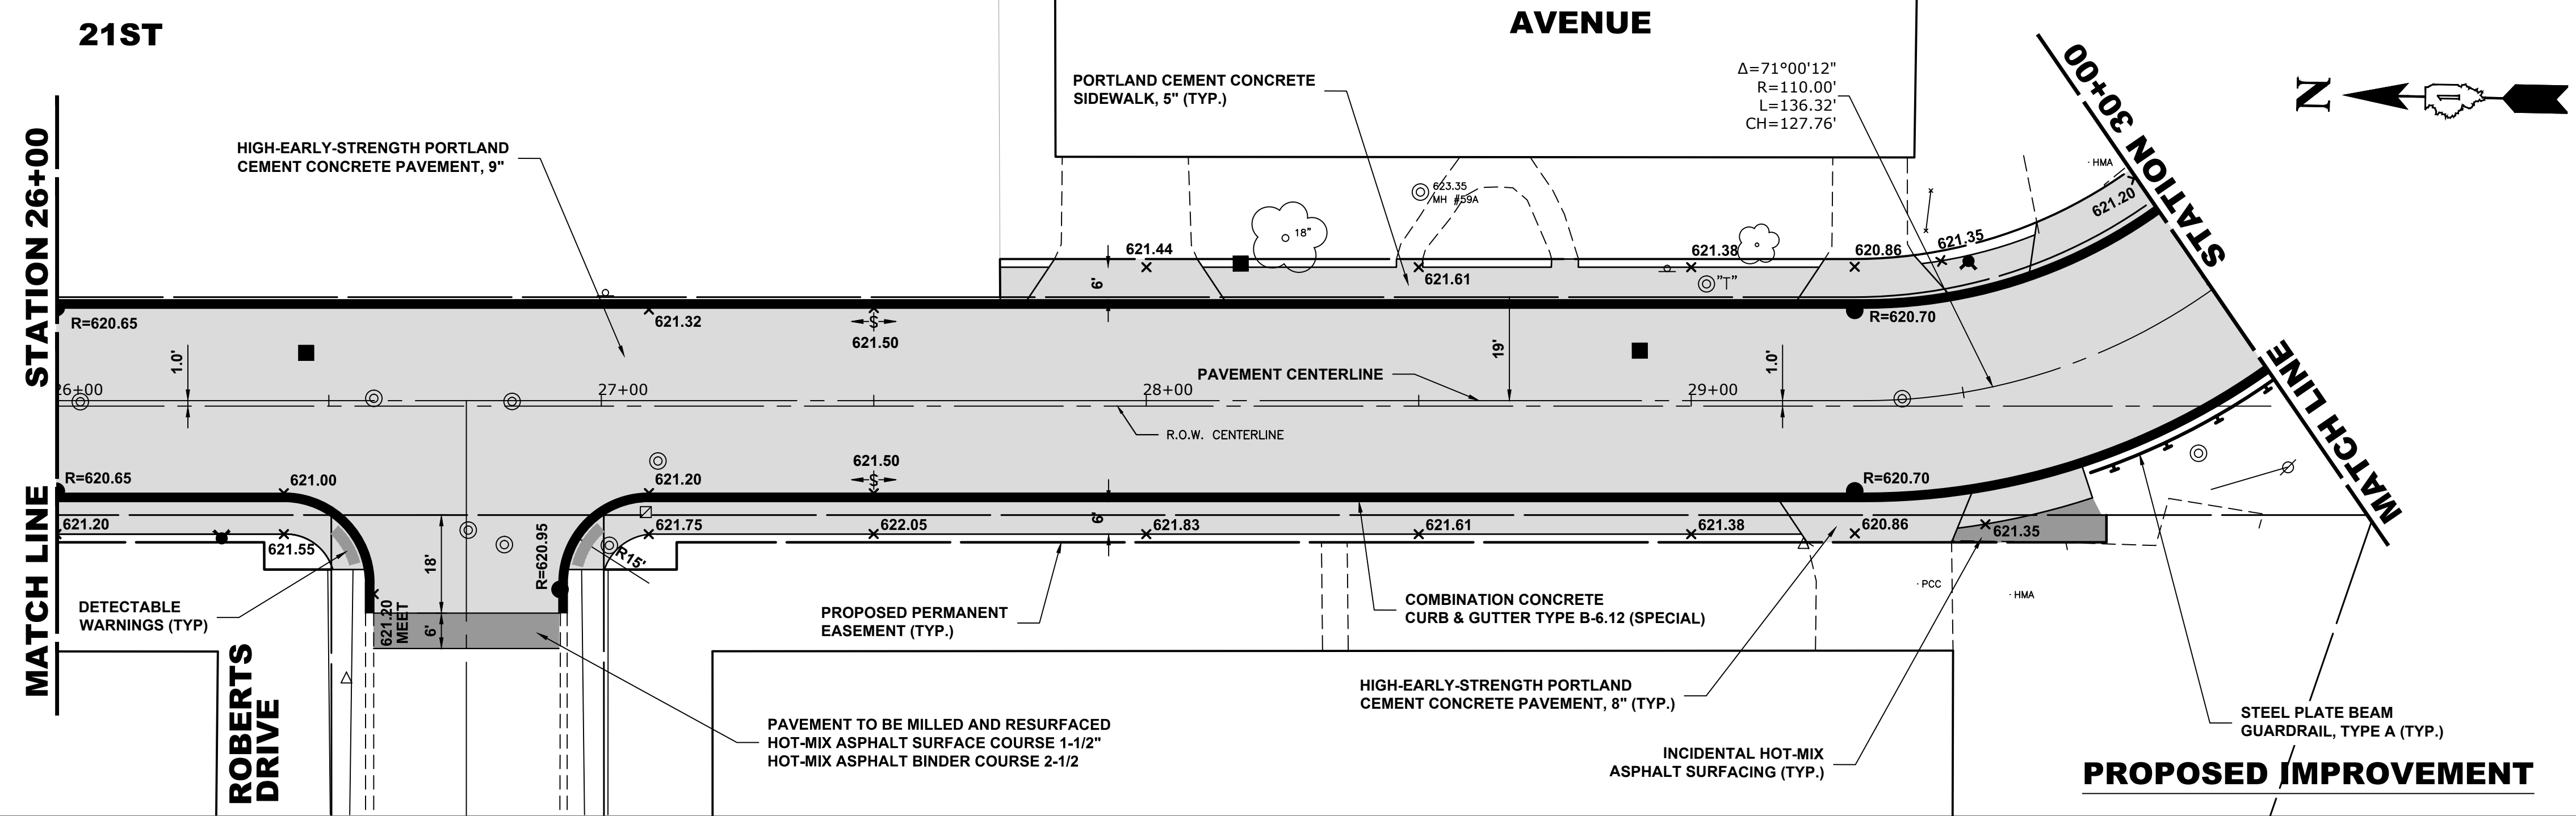 21ST
AVENUE
PORTLAND CEMENT CONCRETE
SIDEWALK, 5" (TYP.)
Δ=71°00'12"
R=110.00'
L=136.32'
CH=127.76'
STATION 30+00
N
1
HIGH-EARLY-STRENGTH PORTLAND
CEMENT CONCRETE PAVEMENT, 9"
STATION 26+00
· HMA
623.35
MH #59A
621.20
18"
621.44
621.38
620.86
621.35
6'
621.61
"T"
R=620.65
621.32
S
621.50
R=620.70
1.0'
19'
1.0'
PAVEMENT CENTERLINE
26+00
27+00
28+00
29+00
R.O.W. CENTERLINE
MATCH LINE
R=620.65
621.00
621.20
621.50
S
R=620.70
621.20
621.55
621.75
622.05
6'
621.83
621.61
621.38
620.86
621.35
MATCH LINE
18'
R=620.95
R15'
· PCC
· HMA
DETECTABLE
WARNINGS (TYP)
621.20
MEET
6'
PROPOSED PERMANENT
EASEMENT (TYP.)
COMBINATION CONCRETE
CURB & GUTTER TYPE B-6.12 (SPECIAL)
ROBERTS
DRIVE
HIGH-EARLY-STRENGTH PORTLAND
CEMENT CONCRETE PAVEMENT, 8" (TYP.)
PAVEMENT TO BE MILLED AND RESURFACED
HOT-MIX ASPHALT SURFACE COURSE 1-1/2"
HOT-MIX ASPHALT BINDER COURSE 2-1/2
INCIDENTAL HOT-MIX
ASPHALT SURFACING (TYP.)
STEEL PLATE BEAM
GUARDRAIL, TYPE A (TYP.)
PROPOSED IMPROVEMENT